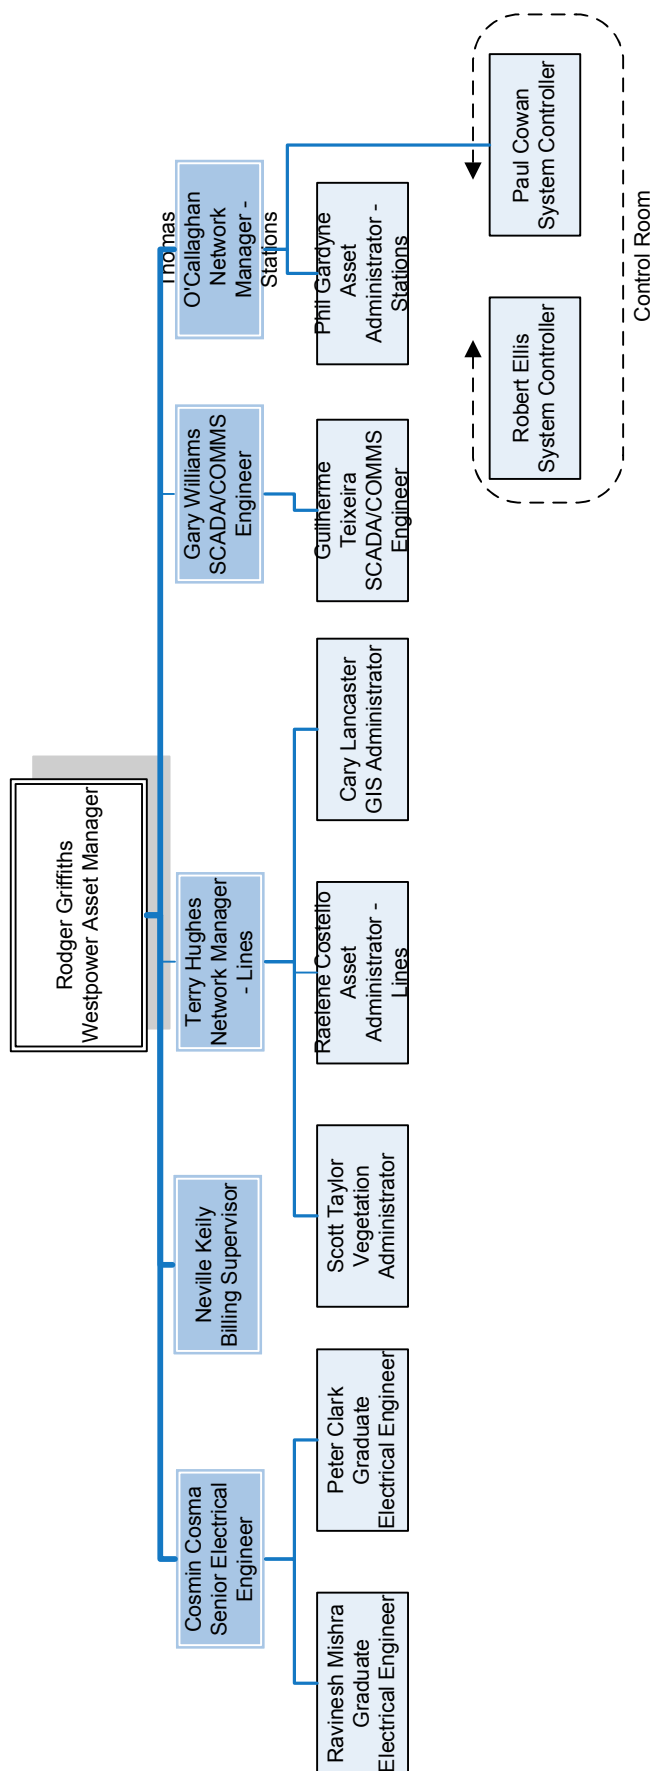 Rodger Griffiths
Westpower Asset Manager
Cosmin Cosma
Senior Electrical
Engineer
Neville Keily
Billing Supervisor
Terry Hughes
Network Manager
- Lines
Gary Williams
SCADA/COMMS
Engineer
Thomas
O'Callaghan
Network
Manager -
Stations
Ravinesh Mishra
Graduate
Electrical Engineer
Peter Clark
Graduate
Electrical Engineer
Scott Taylor
Vegetation
Administrator
Raelene Costello
Asset
Administrator -
Lines
Cary Lancaster
GIS Administrator
Guilherme
Teixeira
SCADA/COMMS
Engineer
Phil Gardyne
Asset
Administrator -
Stations
Robert Ellis
System Controller
Paul Cowan
System Controller
Control Room